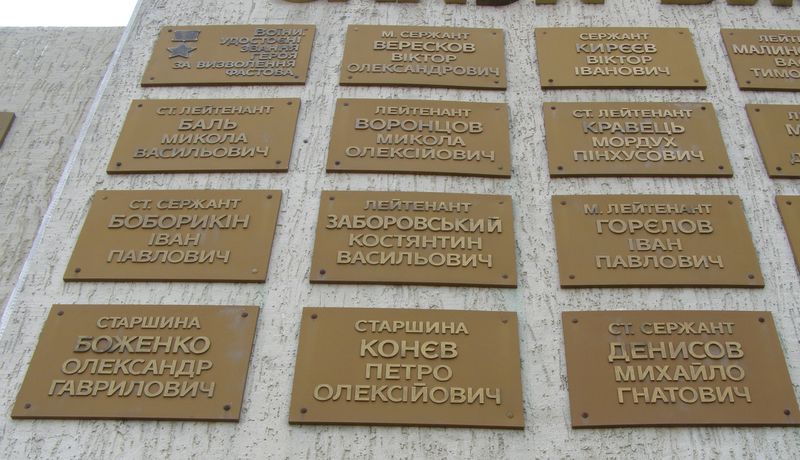 ВОЇНИ,
УДОСТОЄНІ
ЗВАННЯ
ГЕРОЯ
ЗА ВИЗВОЛЕННЯ
ФАСТОВА
СТ. ЛЕЙТЕНАНТ
БАЛЬ
МИКОЛА
ВАСИЛЬОВИЧ
СТ. СЕРЖАНТ
БОБОРИКІН
ІВАН
ПАВЛОВИЧ
СТАРШИНА
БОЖЕНКО
ОЛЕКСАНДР
ГАВРИЛОВИЧ
М. СЕРЖАНТ
ВЕРЕСКОВ
ВІКТОР
ОЛЕКСАНДРОВИЧ
ЛЕЙТЕНАНТ
ВОРОНЦОВ
МИКОЛА
ОЛЕКСІЙОВИЧ
ЛЕЙТЕНАНТ
ЗАБОРОВСЬКИЙ
КОСТЯНТИН
ВАСИЛЬОВИЧ
СТАРШИНА
КОНЄВ
ПЕТРО
ОЛЕКСІЙОВИЧ
СЕРЖАНТ
КИРЄЄВ
ВІКТОР
ІВАНОВИЧ
СТ. ЛЕЙТЕНАНТ
КРАВЕЦЬ
МОРДУХ
ПІНХУСОВИЧ
М. ЛЕЙТЕНАНТ
ГОРЄЛОВ
ІВАН
ПАВЛОВИЧ
СТ. СЕРЖАНТ
ДЕНИСОВ
МИХАЙЛО
ГНАТОВИЧ